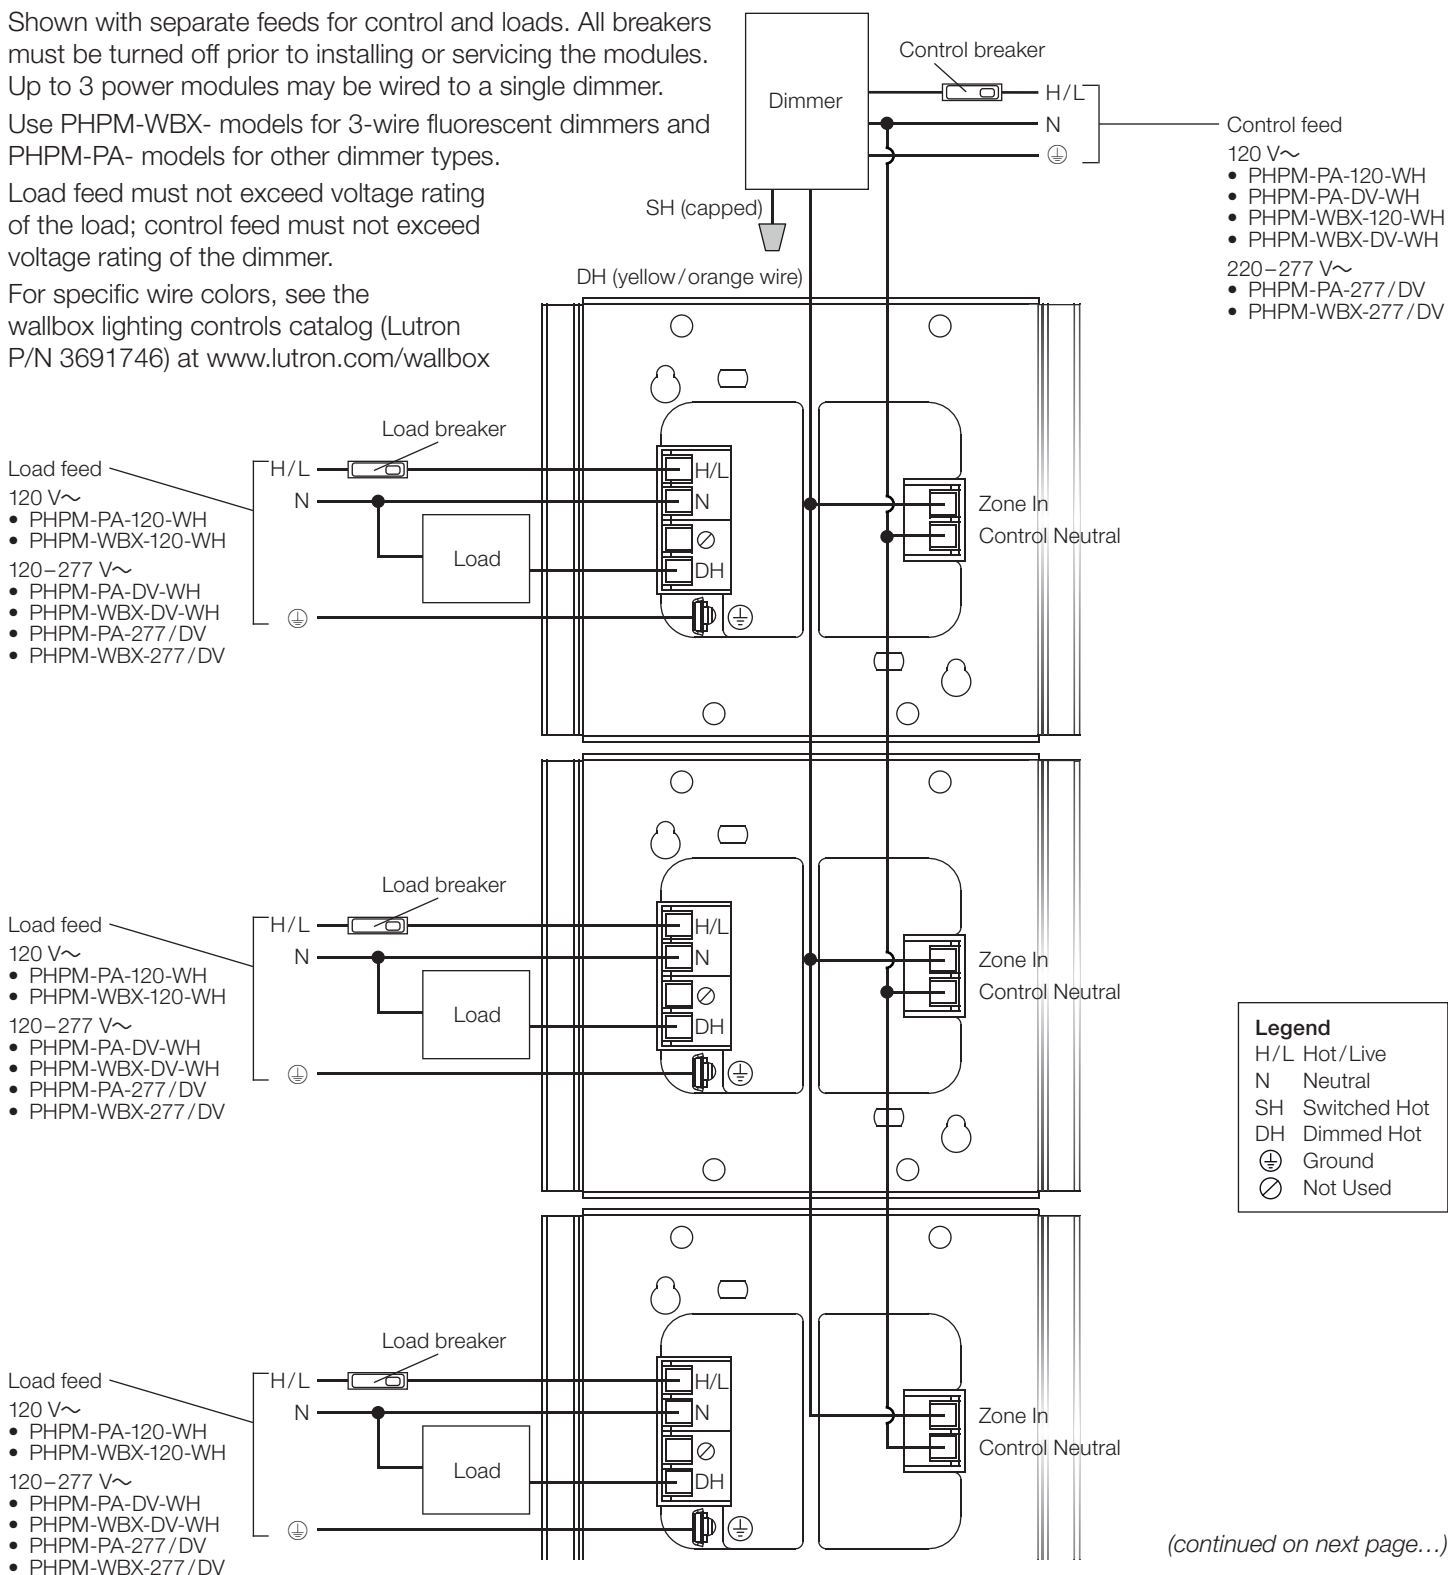 Shown with separate feeds for control and loads. All breakers
must be turned off prior to installing or servicing the modules.
Up to 3 power modules may be wired to a single dimmer.
Use PHPM-WBX- models for 3-wire fluorescent dimmers and
PHPM-PA- models for other dimmer types.
Load feed must not exceed voltage rating
of the load; control feed must not exceed
voltage rating of the dimmer.
For specific wire colors, see the
wallbox lighting controls catalog (Lutron
P/N 3691746) at www.lutron.com/wallbox
Dimmer
Control breaker
H/L
N
SH (capped)
DH (yellow/orange wire)
Control feed
120 V~
• PHPM-PA-120-WH
• PHPM-PA-DV-WH
• PHPM-WBX-120-WH
• PHPM-WBX-DV-WH
220–277 V~
• PHPM-PA-277/DV
• PHPM-WBX-277/DV
Load breaker
Load feed
120 V~
• PHPM-PA-120-WH
• PHPM-WBX-120-WH
120–277 V~
• PHPM-PA-DV-WH
• PHPM-WBX-DV-WH
• PHPM-PA-277/DV
• PHPM-WBX-277/DV
H/L
N
Load
H/L
N
DH
Zone In
Control Neutral
Load breaker
Load feed
120 V~
• PHPM-PA-120-WH
• PHPM-WBX-120-WH
120–277 V~
• PHPM-PA-DV-WH
• PHPM-WBX-DV-WH
• PHPM-PA-277/DV
• PHPM-WBX-277/DV
H/L
N
Load
H/L
N
DH
Zone In
Control Neutral
Legend
H/L Hot/Live
N Neutral
SH Switched Hot
DH Dimmed Hot
Ground
Not Used
Load breaker
Load feed
120 V~
• PHPM-PA-120-WH
• PHPM-WBX-120-WH
120–277 V~
• PHPM-PA-DV-WH
• PHPM-WBX-DV-WH
• PHPM-PA-277/DV
• PHPM-WBX-277/DV
H/L
N
Load
H/L
N
DH
Zone In
Control Neutral
(continued on next page…)